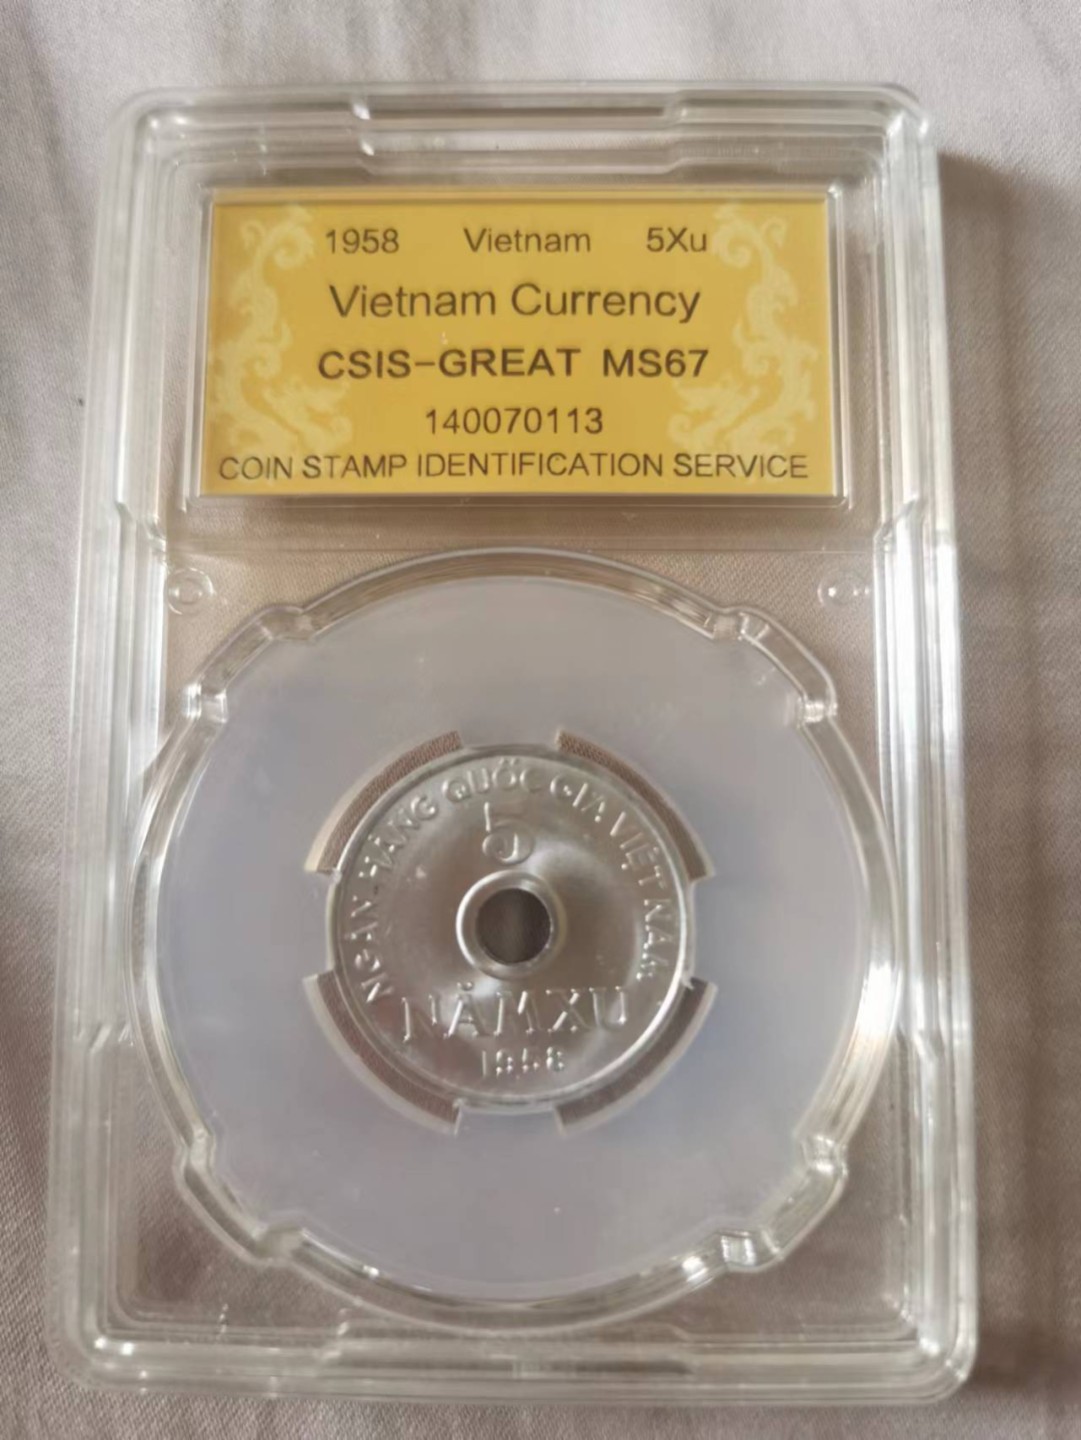 1958 Vietnam 5Xu
Vietnam Currency
CSIS-GREAT MS67
140070113
COIN STAMP IDENTIFICATION SERVICE
NGÂN-HÀNG QUỐC GIA VIỆT NAM
5
NĂM XU
1958